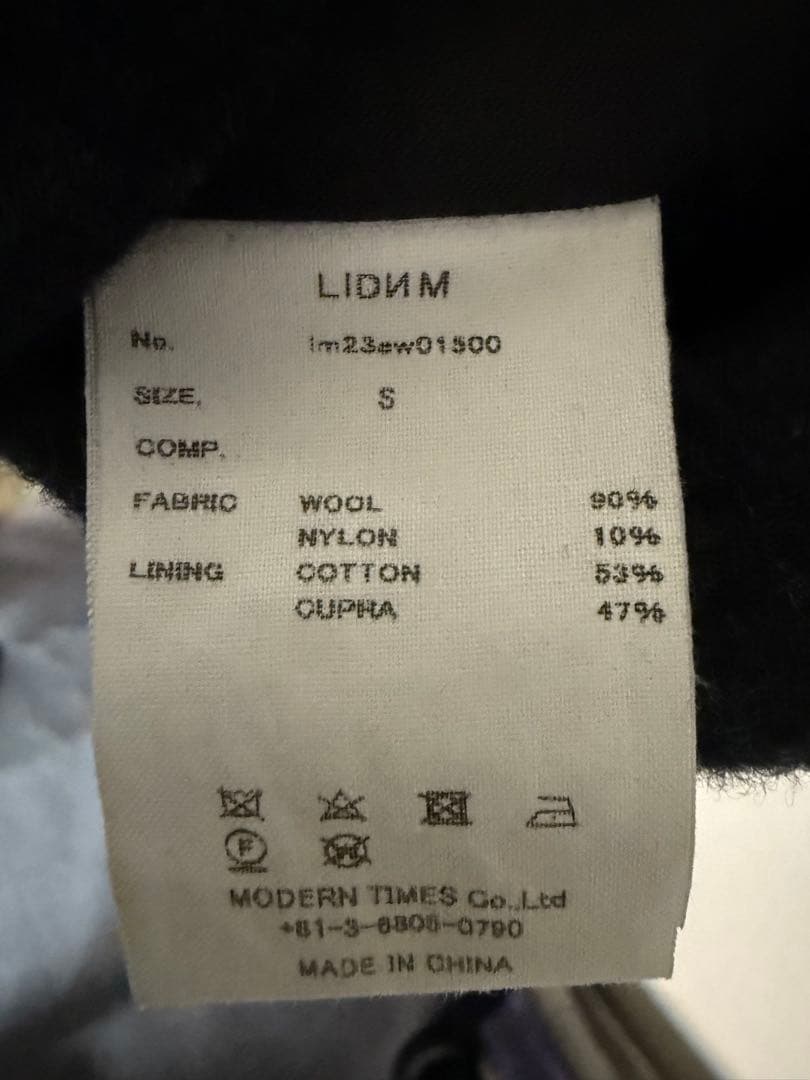 LIDИM
No. lm23ew01500
SIZE. S
COMP.
FABRIC WOOL 90%
NYLON 10%
LINING COTTON 53%
CUPRA 47%
F
MODERN TIMES Co.,Ltd
+81-3-6805-0790
MADE IN CHINA